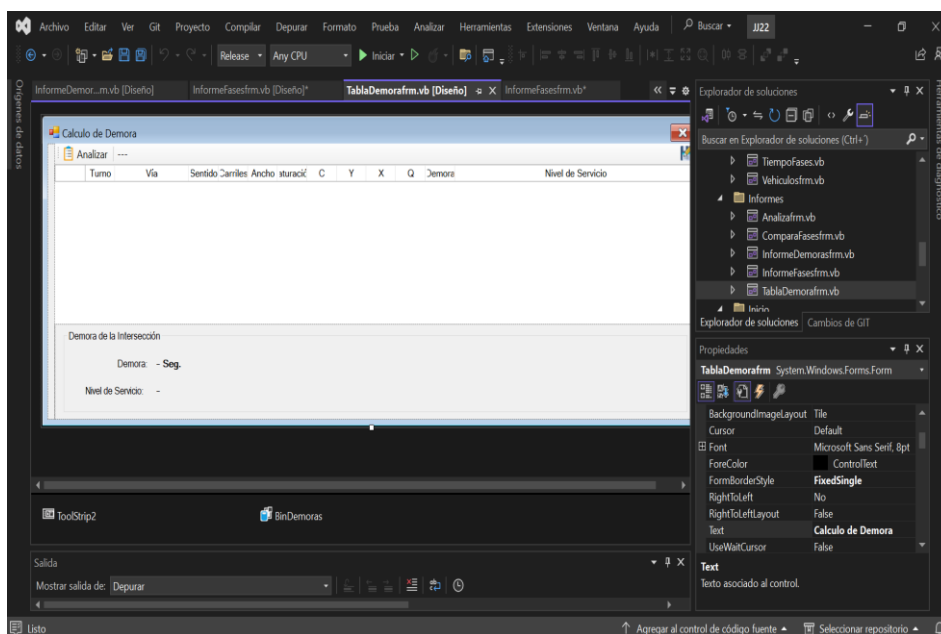 Archivo Editar Ver Git Proyecto Compilar Depurar Formato Prueba Analizar Herramientas Extensiones Ventana Ayuda Buscar JJ22
Release Any CPU Iniciar
Orígenes de datos
InformeDemor...m.vb [Diseño] InformeFasesfrm.vb [Diseño]* TablaDemorafrm.vb [Diseño] InformeFasesfrm.vb*
Calculo de Demora
Analizar ---
Turno Vía Sentido Carriles Ancho sturació C Y X Q Demora Nivel de Servicio
Demora de la Intersección
Demora: - Seg.
Nivel de Servicio: -
ToolStrip2 BinDemoras
Salida
Mostrar salida de: Depurar
Explorador de soluciones
Buscar en Explorador de soluciones (Ctrl+´)
TiempoFases.vb
Vehiculosfrm.vb
Informes
Analizafrm.vb
ComparaFasesfrm.vb
InformeDemorasfrm.vb
InformeFasesfrm.vb
TablaDemorafrm.vb
Inicio
Explorador de soluciones Cambios de GIT
Propiedades
TablaDemorafrm System.Windows.Forms.Form
BackgroundImageLayout Tile
Cursor Default
Font Microsoft Sans Serif, 8pt
ForeColor ControlText
FormBorderStyle FixedSingle
RightToLeft No
RightToLeftLayout False
Text Calculo de Demora
UseWaitCursor False
Text
Texto asociado al control.
Listo Agregar al control de código fuente Seleccionar repositorio